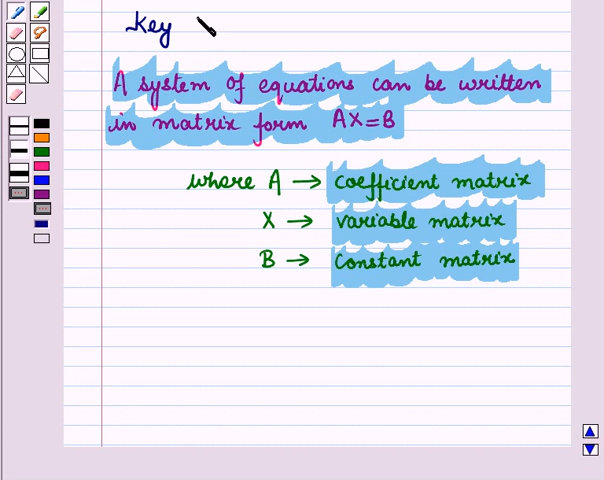 Key
A system of equations can be written
in matrix form AX=B
where A → coefficient matrix
X → variable matrix
B → Constant matrix